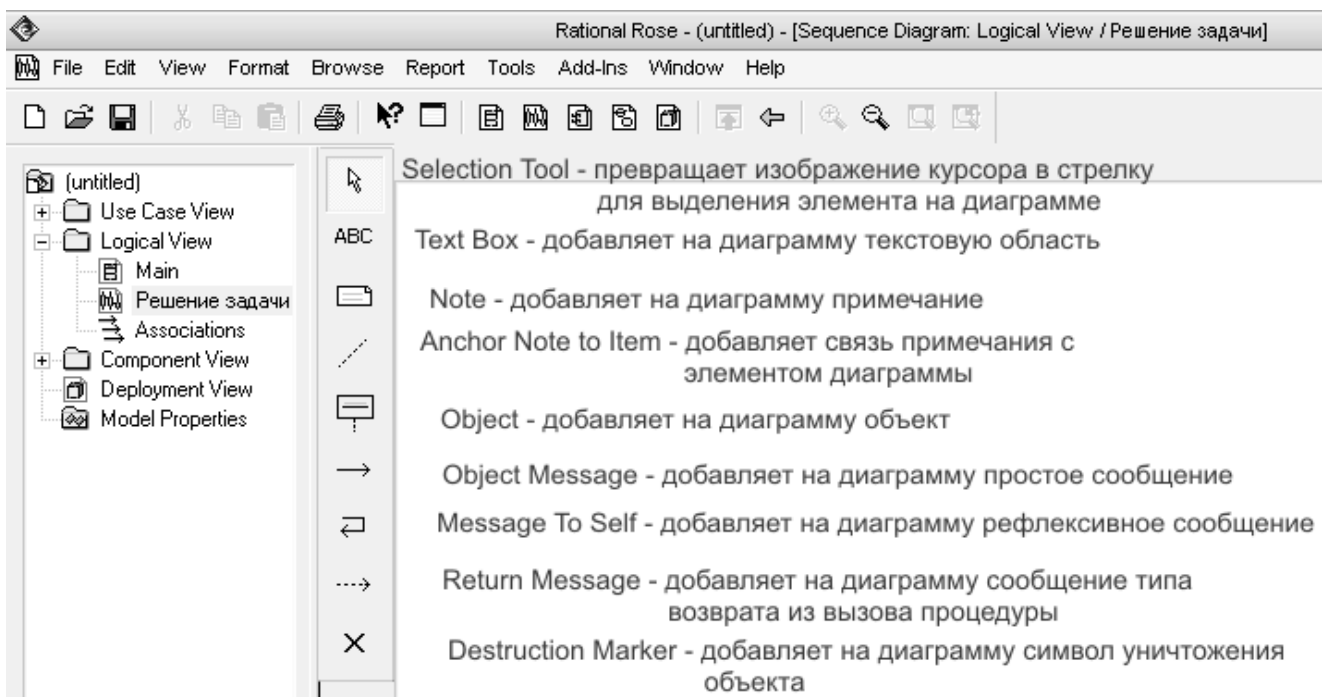 Rational Rose - (untitled) - [Sequence Diagram: Logical View / Решение задачи]
File Edit View Format Browse Report Tools Add-Ins Window Help
(untitled)
Use Case View
Logical View
Main
Решение задачи
Associations
Component View
Deployment View
Model Properties
ABC
Selection Tool - превращает изображение курсора в стрелку
для выделения элемента на диаграмме
Text Box - добавляет на диаграмму текстовую область
Note - добавляет на диаграмму примечание
Anchor Note to Item - добавляет связь примечания с
элементом диаграммы
Object - добавляет на диаграмму объект
Object Message - добавляет на диаграмму простое сообщение
Message To Self - добавляет на диаграмму рефлексивное сообщение
Return Message - добавляет на диаграмму сообщение типа
возврата из вызова процедуры
Destruction Marker - добавляет на диаграмму символ уничтожения
объекта